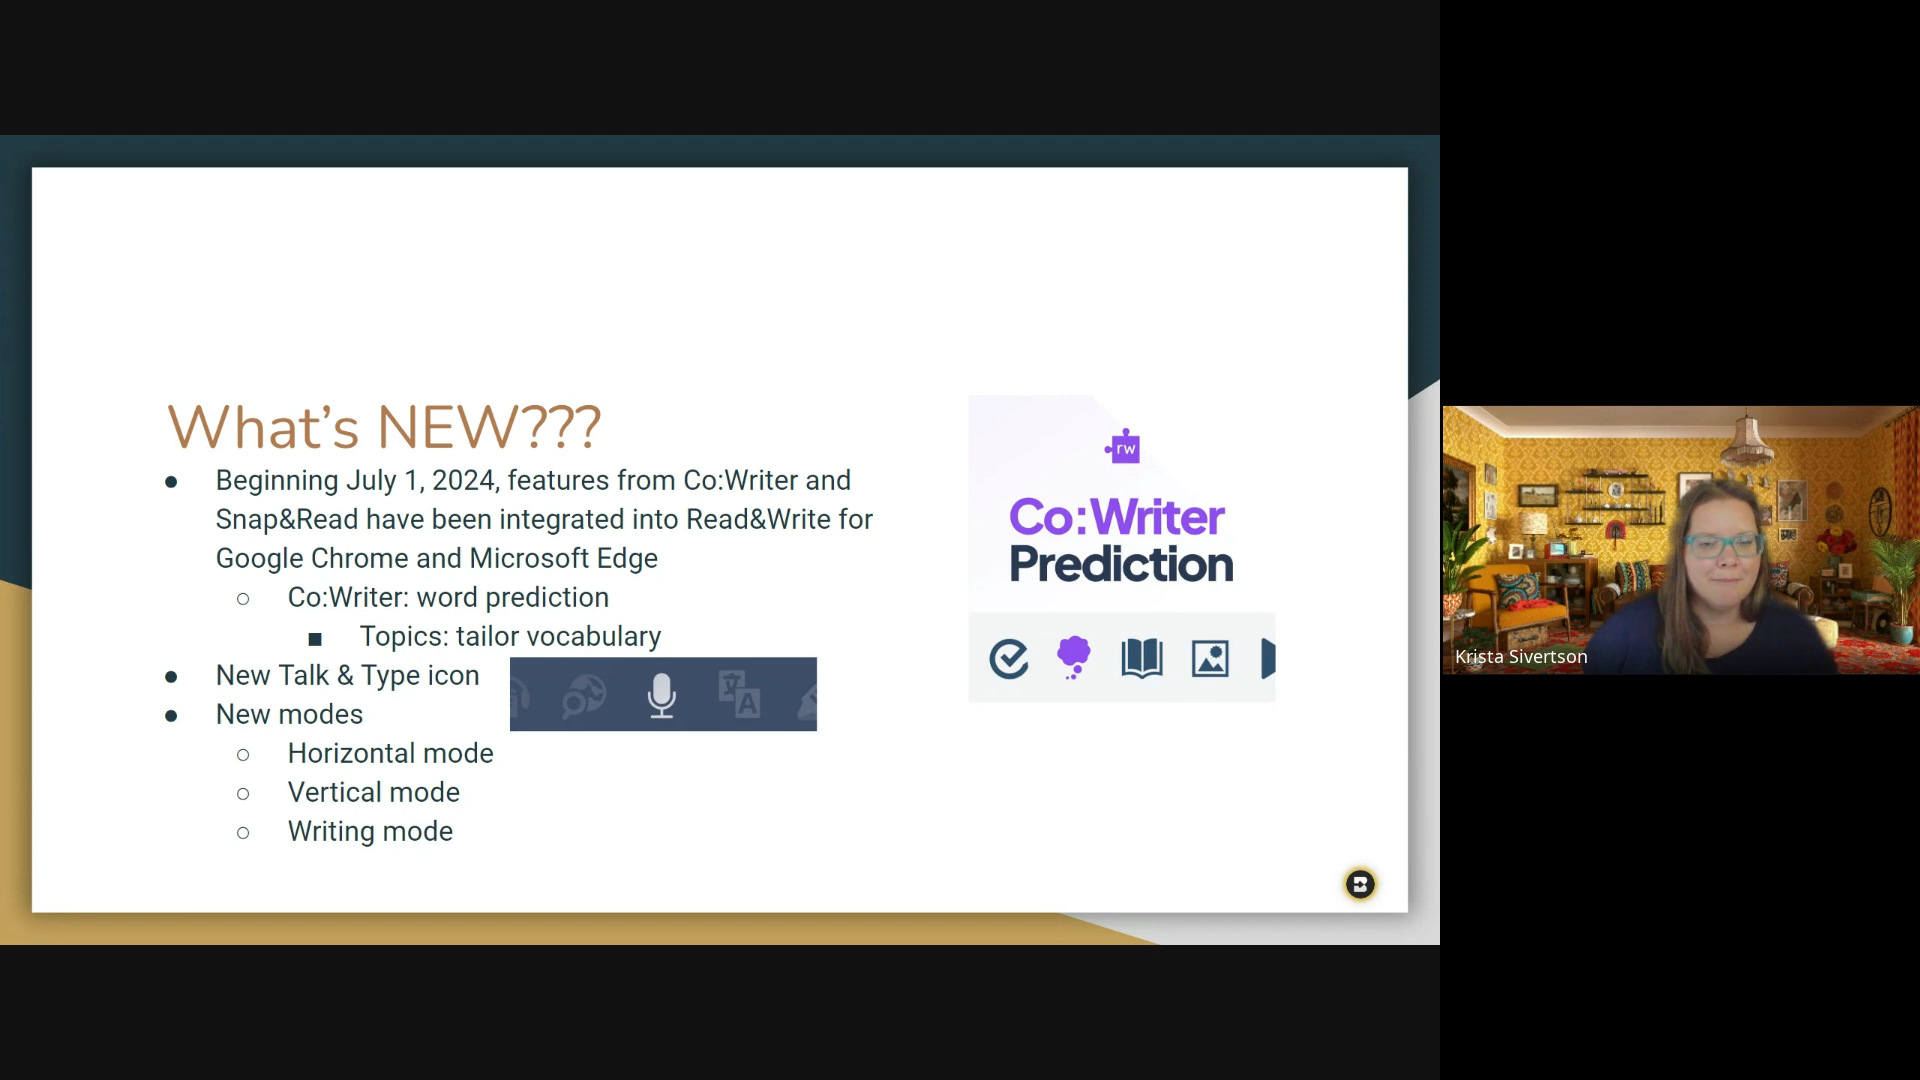 What's NEW???
● Beginning July 1, 2024, features from Co:Writer and
Snap&Read have been integrated into Read&Write for
Google Chrome and Microsoft Edge
○ Co:Writer: word prediction
■ Topics: tailor vocabulary
● New Talk & Type icon
● New modes
○ Horizontal mode
○ Vertical mode
○ Writing mode
rw
Co:Writer
Prediction
文A
B
Krista Sivertson